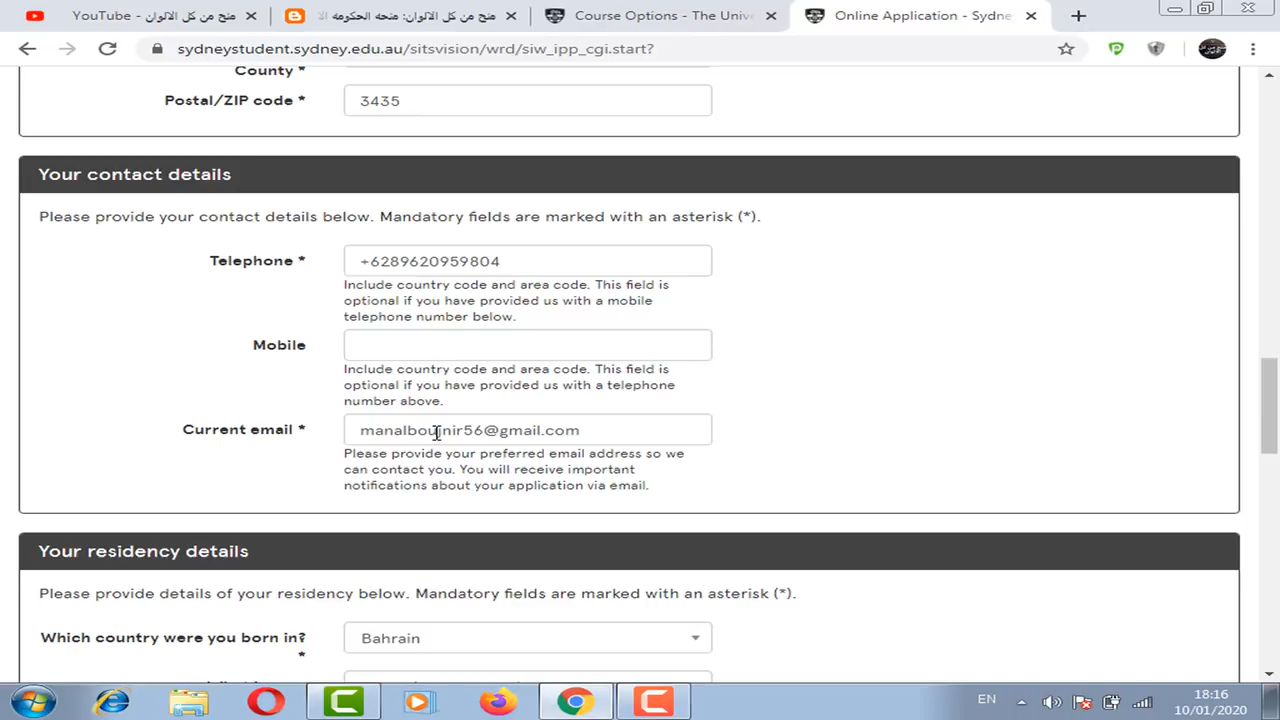 YouTube - منح من كل الالوان
منح من كل الالوان: منحه الحكومه الا
Course Options - The Unive
Online Application - Sydne
sydneystudent.sydney.edu.au/sitsvision/wrd/siw_ipp_cgi.start?
County *
Postal/ZIP code *
3435
Your contact details
Please provide your contact details below. Mandatory fields are marked with an asterisk (*).
Telephone *
+6289620959804
Include country code and area code. This field is
optional if you have provided us with a mobile
telephone number below.
Mobile
Include country code and area code. This field is
optional if you have provided us with a telephone
number above.
Current email *
Please provide your preferred email address so we
can contact you. You will receive important
notifications about your application via email.
Your residency details
Please provide details of your residency below. Mandatory fields are marked with an asterisk (*).
Which country were you born in?
*
Bahrain
EN
18:16
10/01/2020